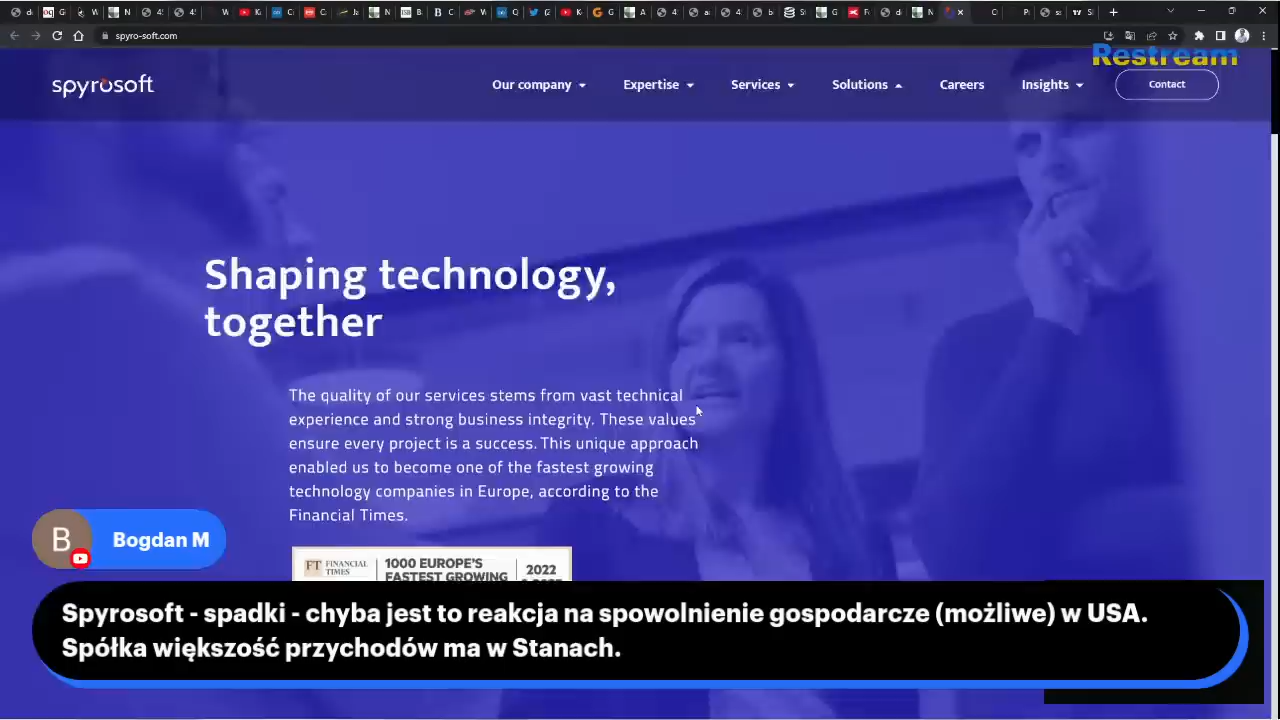 spyro-soft.com
Restream
spyrosoft
Our company
Expertise
Services
Solutions
Careers
Insights
Contact
Shaping technology,
together
The quality of our services stems from vast technical
experience and strong business integrity. These values
ensure every project is a success. This unique approach
enabled us to become one of the fastest growing
technology companies in Europe, according to the
Financial Times.
FT FINANCIAL
TIMES
1000 EUROPE'S
FASTEST GROWING
2022
B
Bogdan M
Spyrosoft - spadki - chyba jest to reakcja na spowolnienie gospodarcze (możliwe) w USA.
Spółka większość przychodów ma w Stanach.